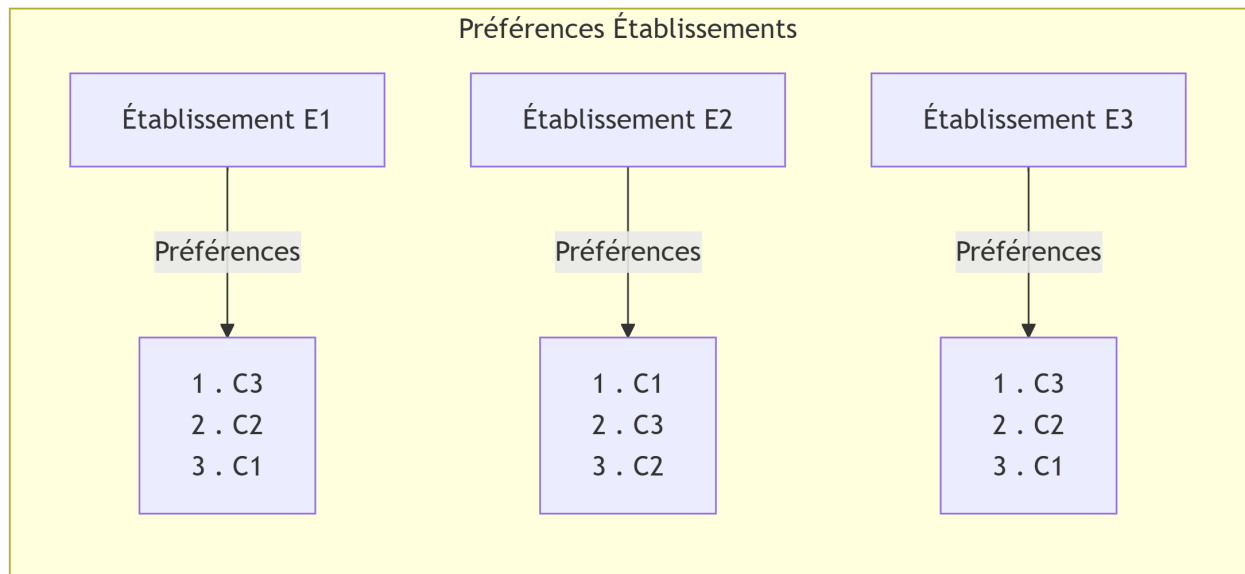 Préférences Établissements
Établissement E1
Établissement E2
Établissement E3
Préférences
Préférences
Préférences
1 . C3
2 . C2
3 . C1
1 . C1
2 . C3
3 . C2
1 . C3
2 . C2
3 . C1